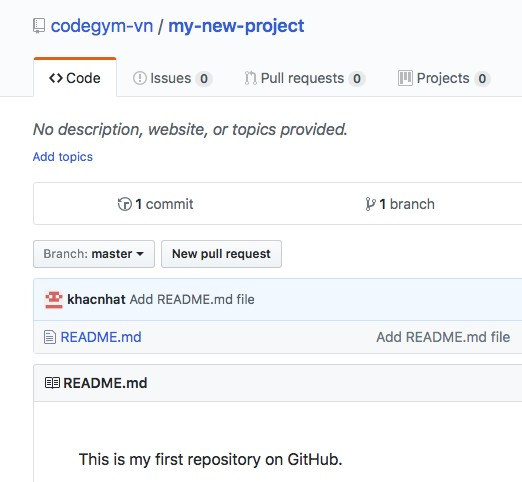 codegym-vn / my-new-project
Code Issues 0 Pull requests 0 Projects 0
No description, website, or topics provided.
Add topics
1 commit 1 branch
Branch: master New pull request
khacnhat Add README.md file
README.md Add README.md file
README.md
This is my first repository on GitHub.